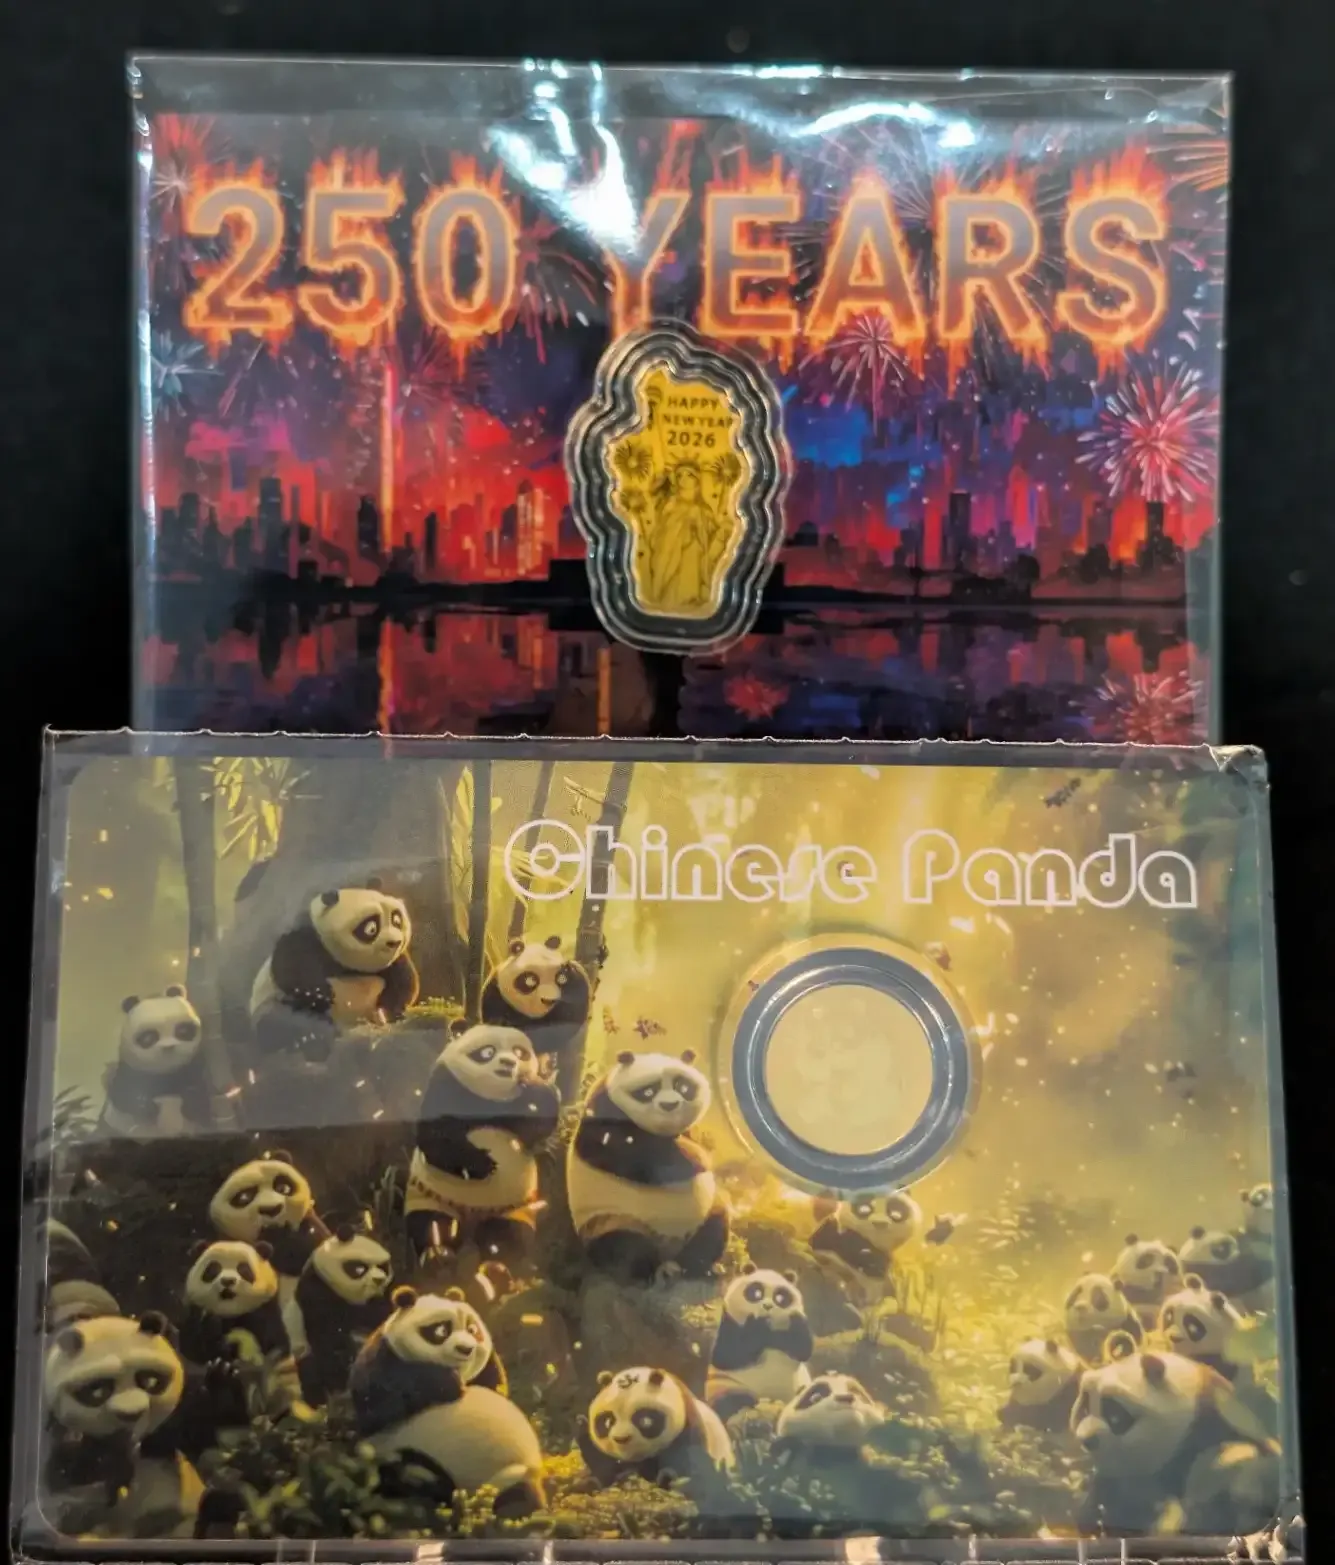 250 YEARS
HAPPY
NEW YEAR
2026
Chinese Panda